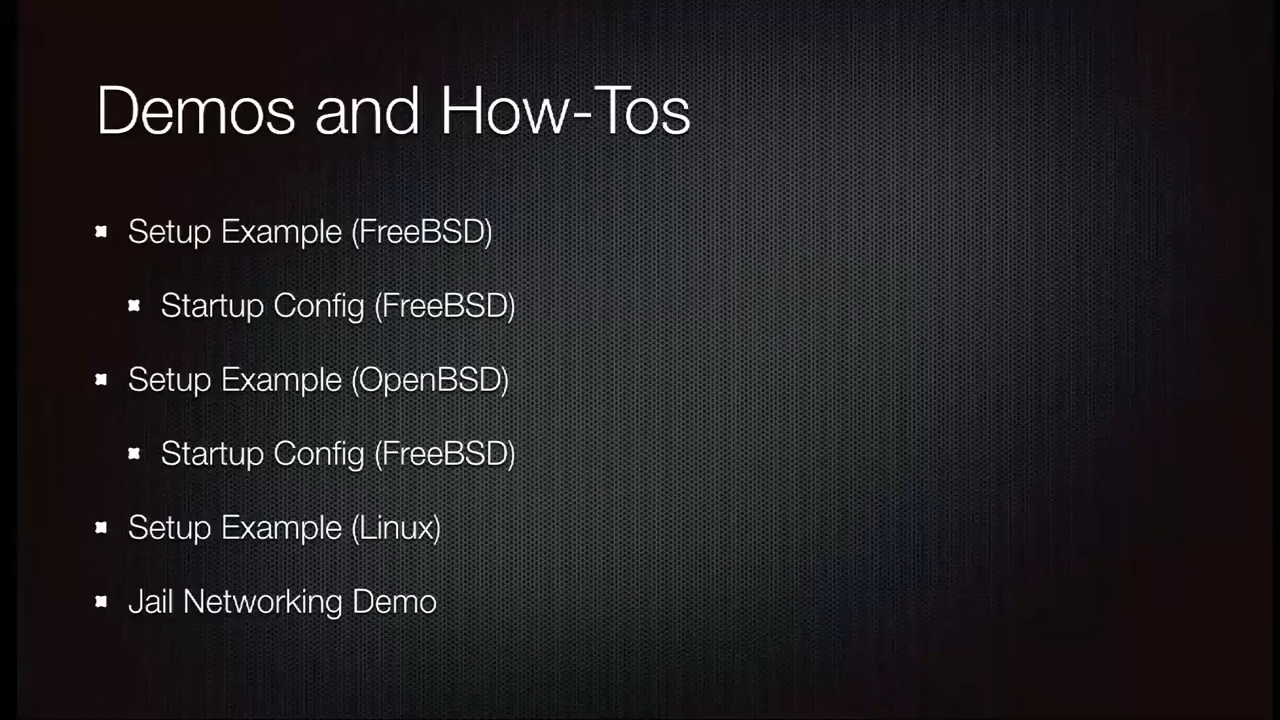 Demos and How-Tos
Setup Example (FreeBSD)
Startup Config (FreeBSD)
Setup Example (OpenBSD)
Startup Config (FreeBSD)
Setup Example (Linux)
Jail Networking Demo